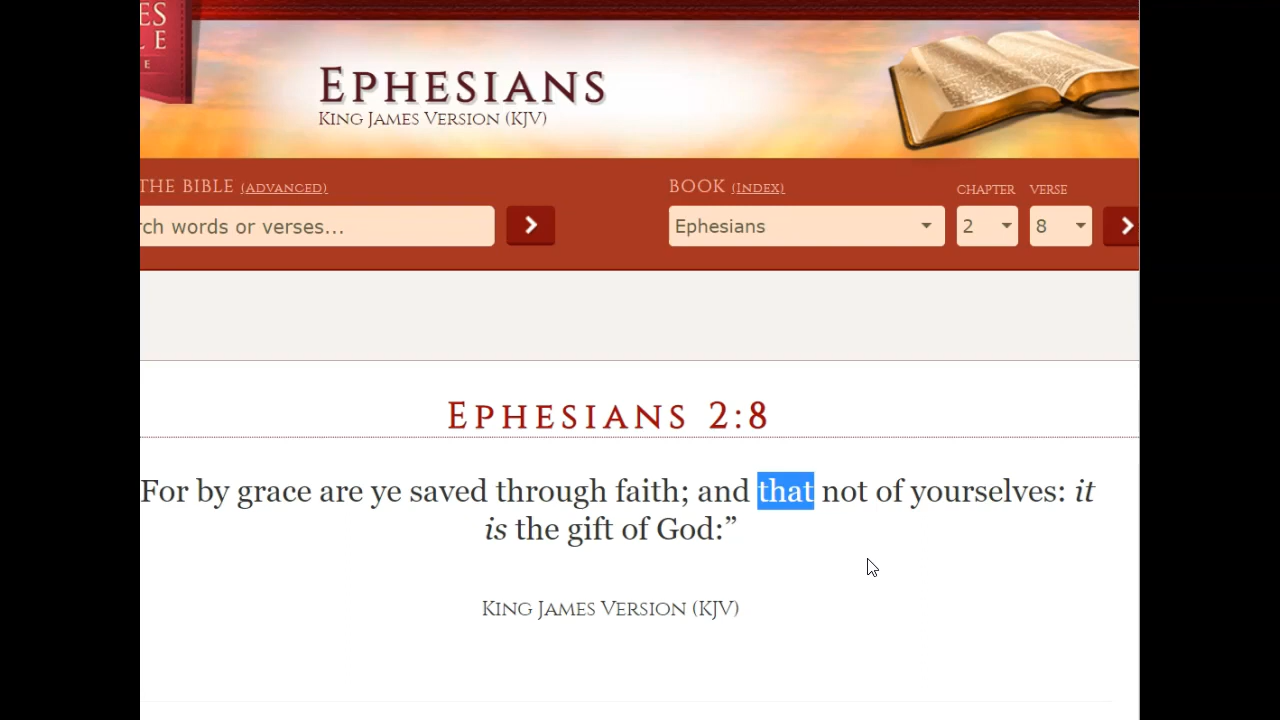 ES
LE
E
EPHESIANS
KING JAMES VERSION (KJV)
THE BIBLE (ADVANCED)
BOOK (INDEX)
CHAPTER VERSE
rch words or verses...
Ephesians
2
8
EPHESIANS 2:8
For by grace are ye saved through faith; and that not of yourselves: it
is the gift of God:”
KING JAMES VERSION (KJV)